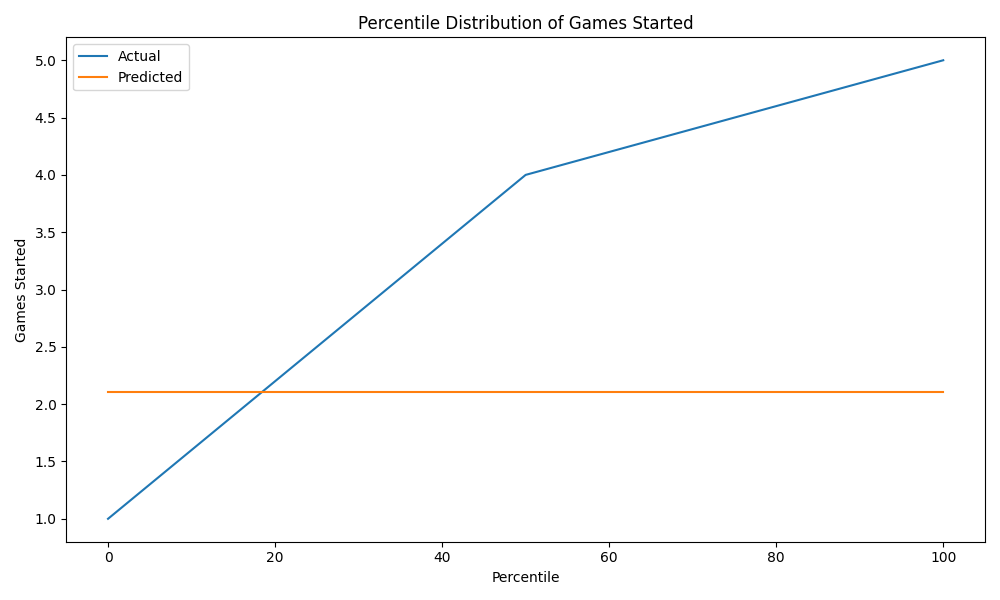 Percentile Distribution of Games Started
Actual
Predicted
5.0
4.5
4.0
3.5
3.0
2.5
2.0
1.5
1.0
Games Started
0 20 40 60 80 100
Percentile